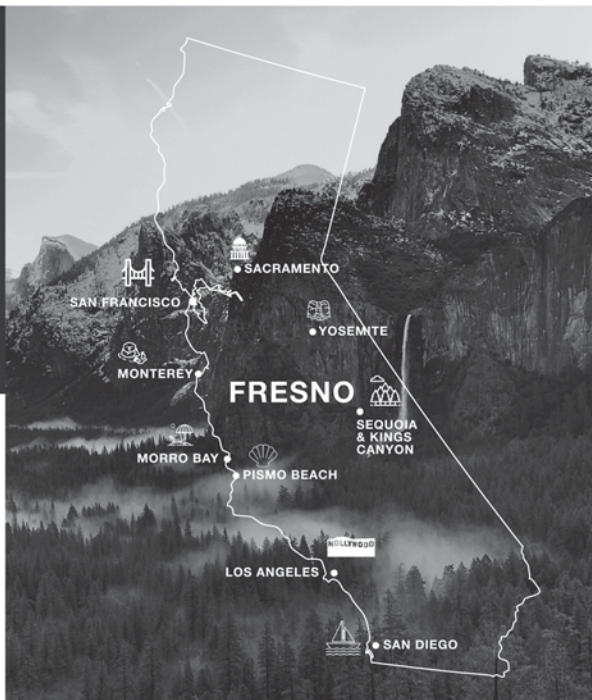 SACRAMENTO
SAN FRANCISCO
YOSEMITE
MONTEREY
FRESNO
SEQUOIA
& KINGS
CANYON
MORRO BAY
PISMO BEACH
HOLLYWOOD
LOS ANGELES
SAN DIEGO